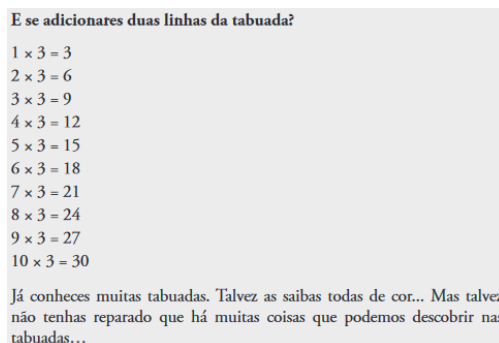 E se adicionares duas linhas da tabuada?
1 × 3 = 3
2 × 3 = 6
3 × 3 = 9
4 × 3 = 12
5 × 3 = 15
6 × 3 = 18
7 × 3 = 21
8 × 3 = 24
9 × 3 = 27
10 × 3 = 30
Já conheces muitas tabuadas. Talvez as saibas todas de cor... Mas talvez
não tenhas reparado que há muitas coisas que podemos descobrir nas
tabuadas…